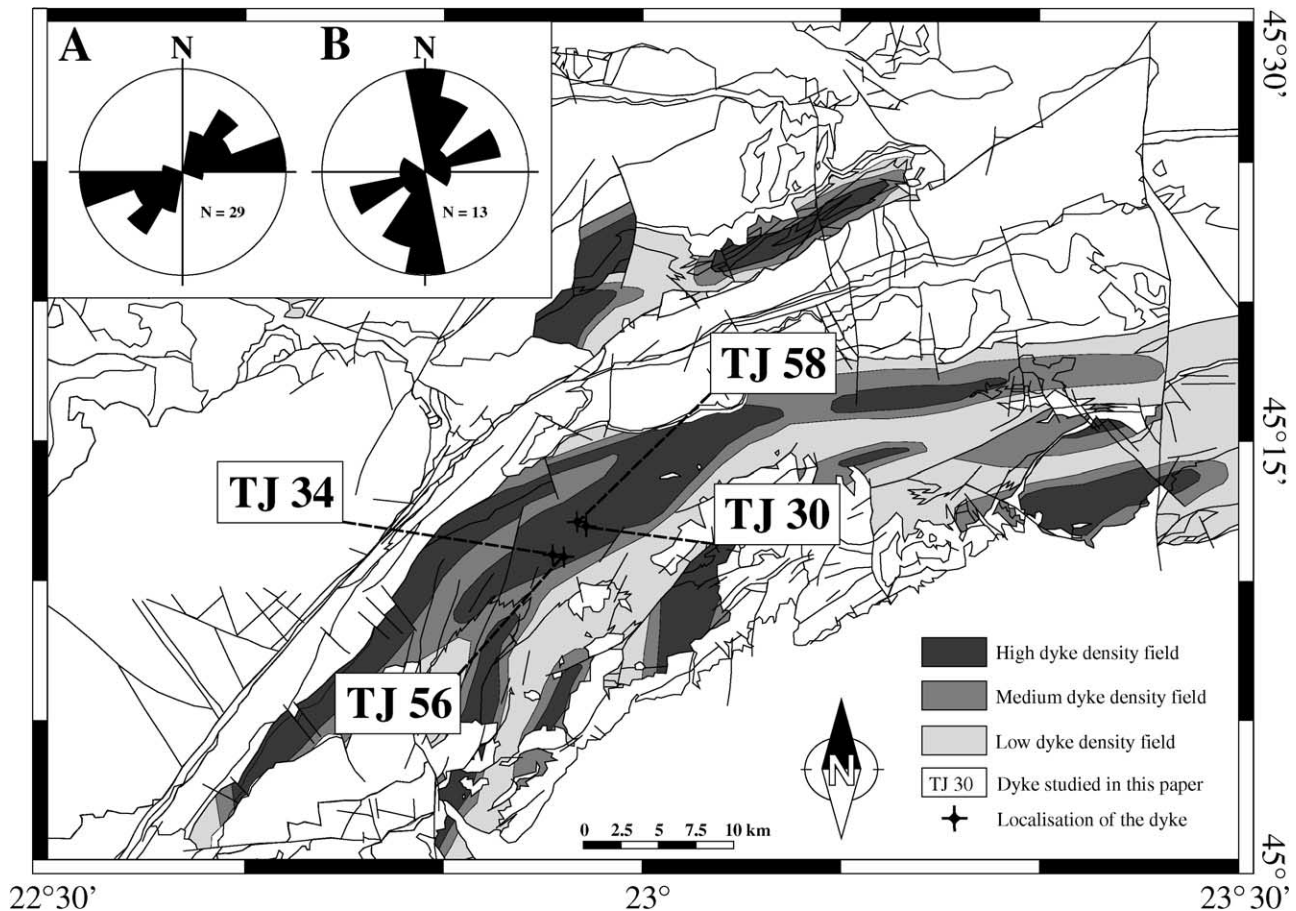 A
B
N
N
N = 29
N = 13
45°30'
TJ 58
TJ 34
TJ 30
45°15'
TJ 56
High dyke density field
Medium dyke density field
Low dyke density field
TJ 30 Dyke studied in this paper
Localisation of the dyke
N
0 2.5 5 7.5 10 km
45°
22°30'
23°
23°30'